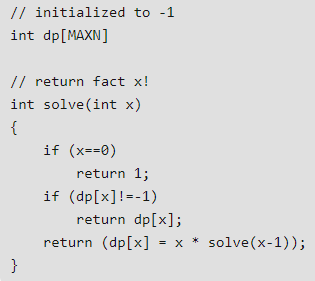 // initialized to -1
int dp[MAXN]
// return fact x!
int solve(int x)
{
if (x==0)
return 1;
if (dp[x]!=-1)
return dp[x];
return (dp[x] = x * solve(x-1));
}